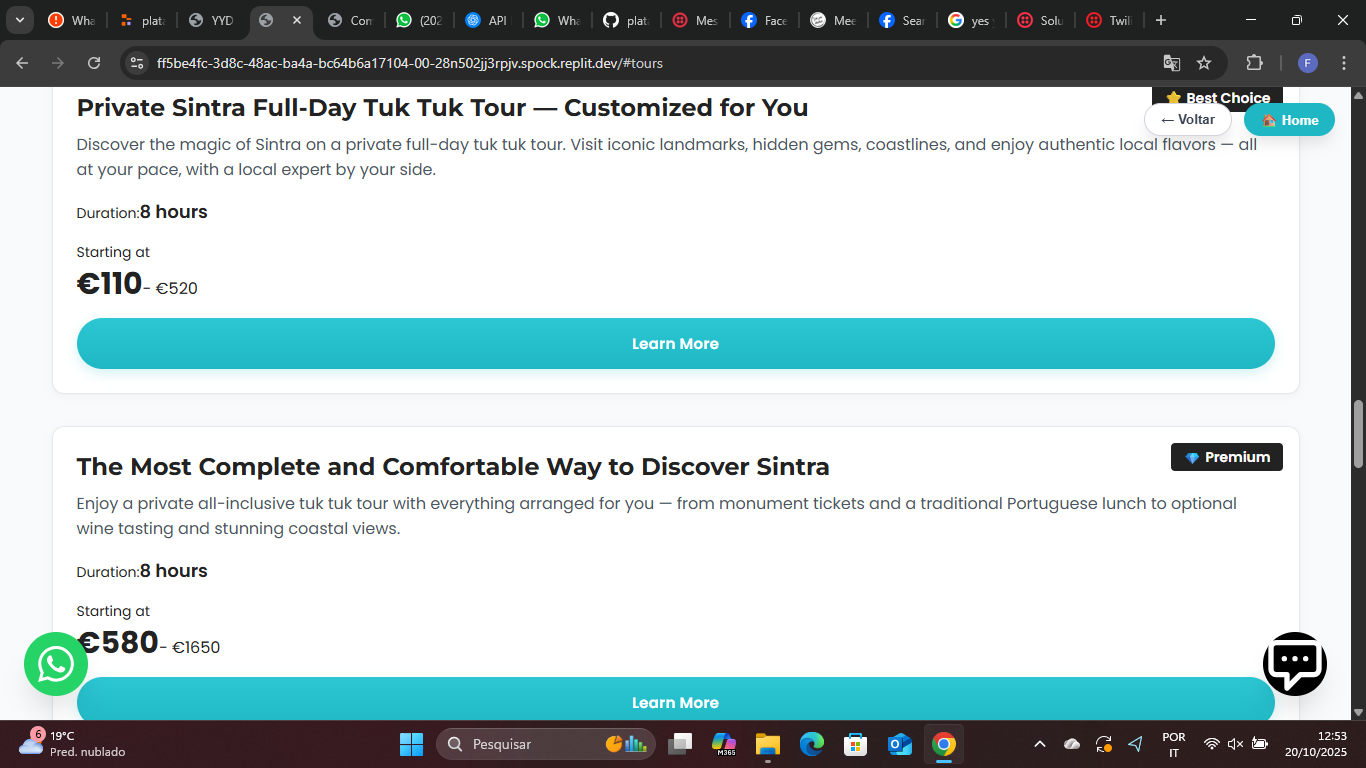 Wha
plata
YYD
Com
(202
API
Wha
plat
Mes
Face
Mee
Sear
yes
Solu
Twili
ff5be4fc-3d8c-48ac-ba4a-bc64b6a17104-00-28n502jj3rpjv.spock.replit.dev/#tours
F
Private Sintra Full-Day Tuk Tuk Tour — Customized for You
Best Choice
← Voltar
Home
Discover the magic of Sintra on a private full-day tuk tuk tour. Visit iconic landmarks, hidden gems, coastlines, and enjoy authentic local flavors — all
at your pace, with a local expert by your side.
Duration:8 hours
Starting at
€110– €520
Learn More
The Most Complete and Comfortable Way to Discover Sintra
Premium
Enjoy a private all-inclusive tuk tuk tour with everything arranged for you — from monument tickets and a traditional Portuguese lunch to optional
wine tasting and stunning coastal views.
Duration:8 hours
Starting at
€580– €1650
Learn More
6
19°C
Pred. nublado
Pesquisar
M365
POR
IT
12:53
20/10/2025